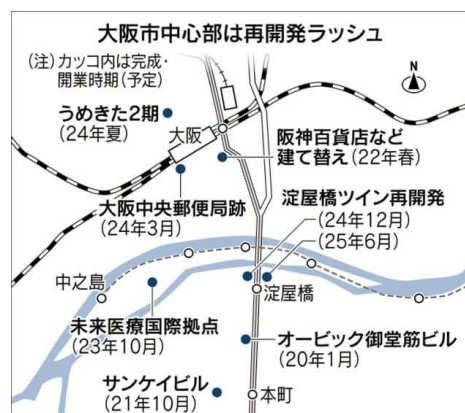 大阪市中心部は再開発ラッシュ
(注)カッコ内は完成・
開業時期(予定)
N
うめきた2期
(24年夏)
大阪
阪神百貨店など
建て替え(22年春)
大阪中央郵便局跡
(24年3月)
淀屋橋ツイン再開発
(24年12月)
(25年6月)
中之島
淀屋橋
未来医療国際拠点
(23年10月)
オービック御堂筋ビル
(20年1月)
サンケイビル
(21年10月)
本町